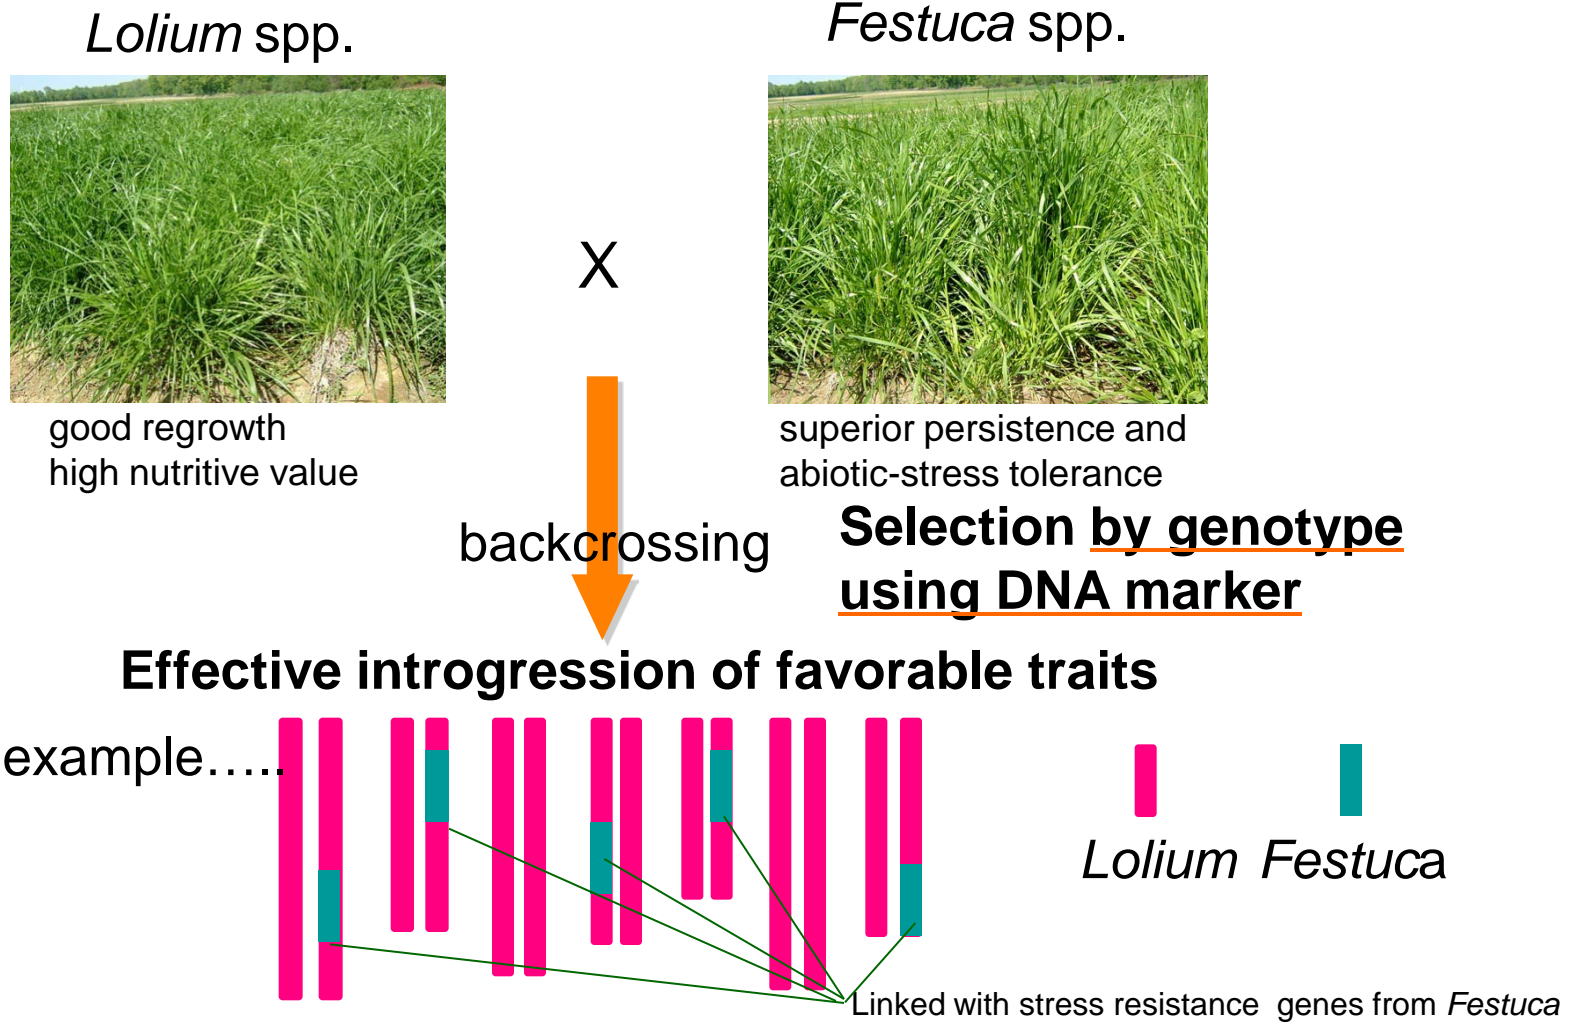 Lolium spp.
Festuca spp.
X
good regrowth
high nutritive value
superior persistence and
abiotic-stress tolerance
backcrossing
Selection by genotype
using DNA marker
Effective introgression of favorable traits
example…..
Lolium
Festuca
Linked with stress resistance genes from Festuca